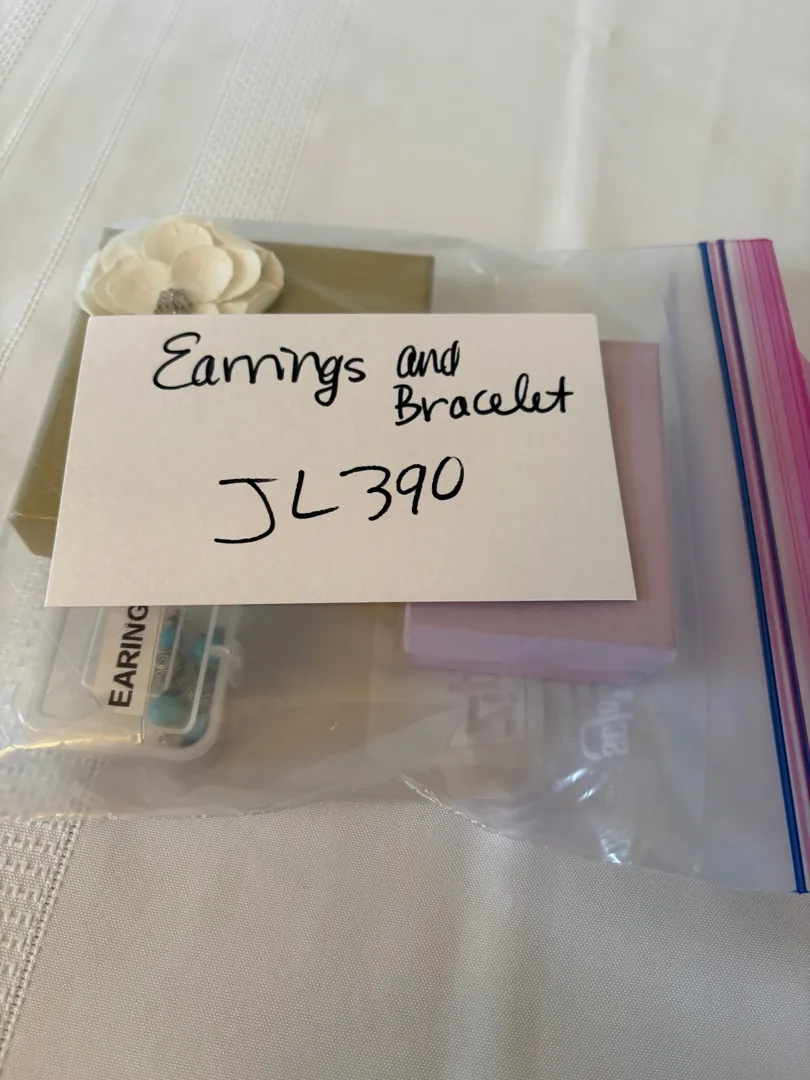 Earrings and
Bracelet
JL390
EARING